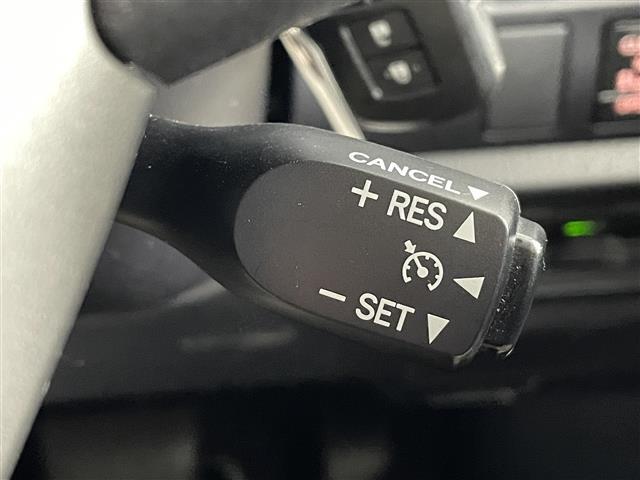 CANCEL▼
+ RES ▲
◀
− SET ▼